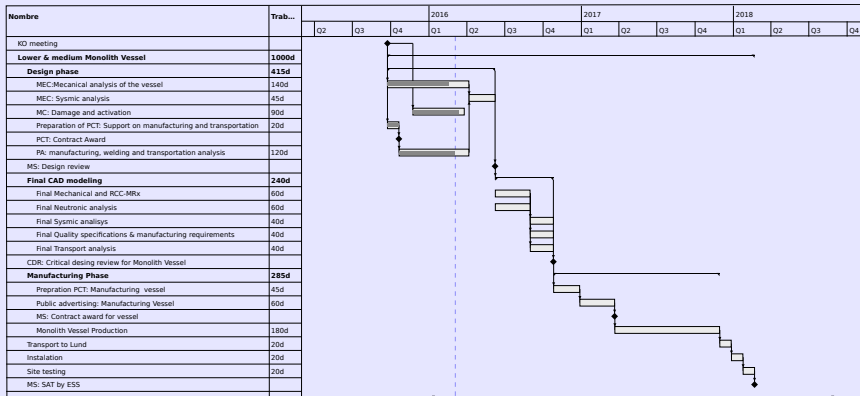 Nombre Trab... 2016 2017 2018
Q2 Q3 Q4 Q1 Q2 Q3 Q4 Q1 Q2 Q3 Q4 Q1 Q2 Q3 Q4
KO meeting
Lower & medium Monolith Vessel 1000d
Design phase 415d
MEC:Mecanical analysis of the vessel 140d
MEC: Sysmic analysis 45d
MC: Damage and activation 90d
Preparation of PCT: Support on manufacturing and transportation 20d
PCT: Contract Award
PA: manufacturing, welding and transportation analysis 120d
MS: Design review
Final CAD modeling 240d
Final Mechanical and RCC-MRx 60d
Final Neutronic analysis 60d
Final Sysmic analisys 40d
Final Quality specifications & manufacturing requirements 40d
Final Transport analysis 40d
CDR: Critical desing review for Monolith Vessel
Manufacturing Phase 285d
Prepration PCT: Manufacturing vessel 45d
Public advertising: Manufacturing Vessel 60d
MS: Contract award for vessel
Monolith Vessel Production 180d
Transport to Lund 20d
Instalation 20d
Site testing 20d
MS: SAT by ESS